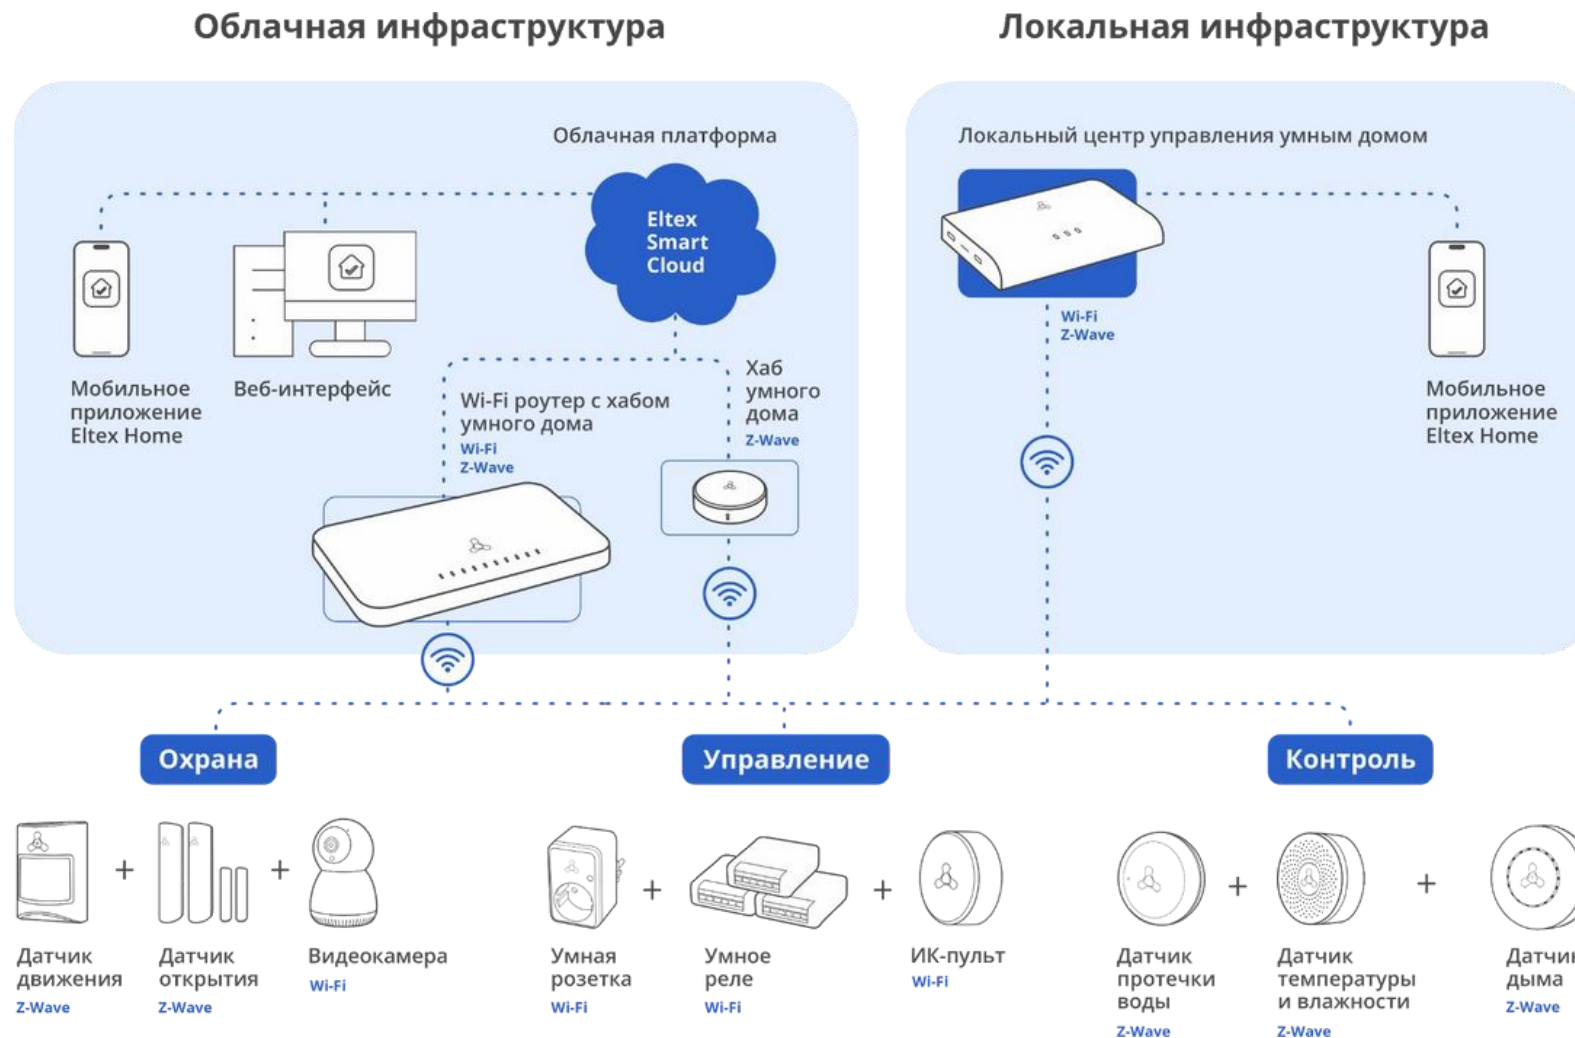 Облачная инфраструктура
Локальная инфраструктура
Облачная платформа
Eltex
Smart
Cloud
Мобильное
приложение
Eltex Home
Веб-интерфейс
Wi-Fi роутер с хабом
умного дома
Wi-Fi
Z-Wave
Хаб
умного
дома
Z-Wave
Локальный центр управления умным домом
Wi-Fi
Z-Wave
Мобильное
приложение
Eltex Home
Охрана
Управление
Контроль
Датчик
движения
Z-Wave
Датчик
открытия
Z-Wave
Видеокамера
Wi-Fi
Умная
розетка
Wi-Fi
Умное
реле
Wi-Fi
ИК-пульт
Wi-Fi
Датчик
протечки
воды
Z-Wave
Датчик
температуры
и влажности
Z-Wave
Датчик
дыма
Z-Wave